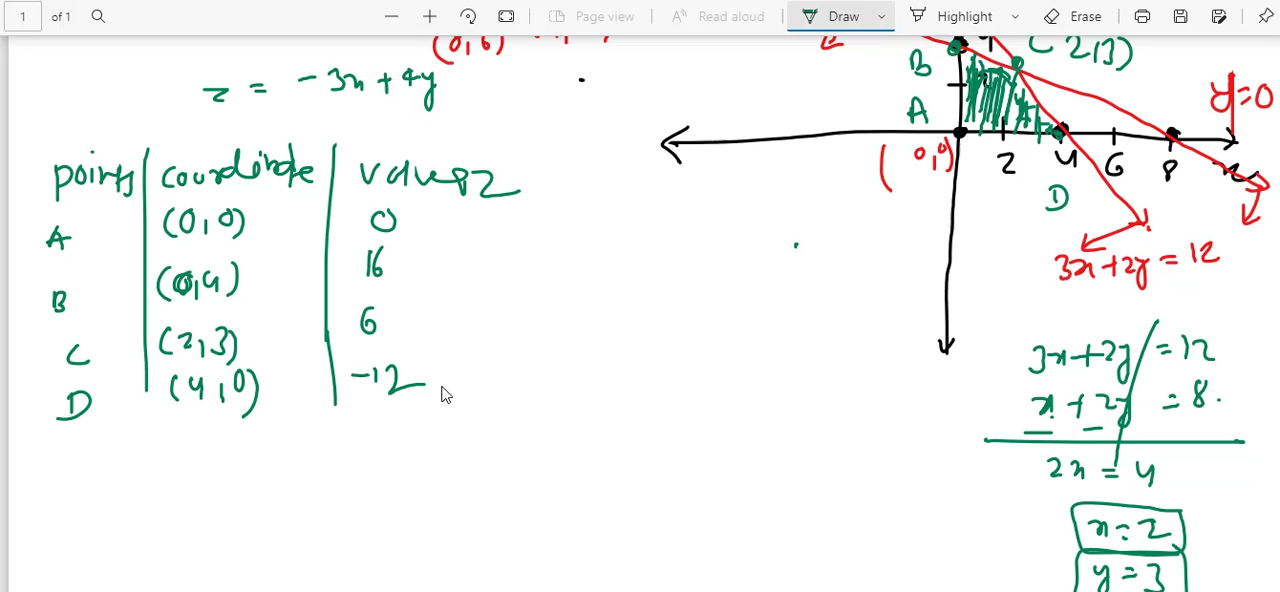 1 of 1 Page view Read aloud Draw Highlight Erase
(0,6)
z = -3x + 4y
points coordinate value z
A (0,0) 0
B (0,4) 16
C (2,3) 6
D (4,0) -12
C 2,3)
B
A
y=0
(0,0) 2 4 6 8
D
3x+2y = 12
3x+2y = 12
x + 2y = 8.
2x = 4
x = 2
y = 3